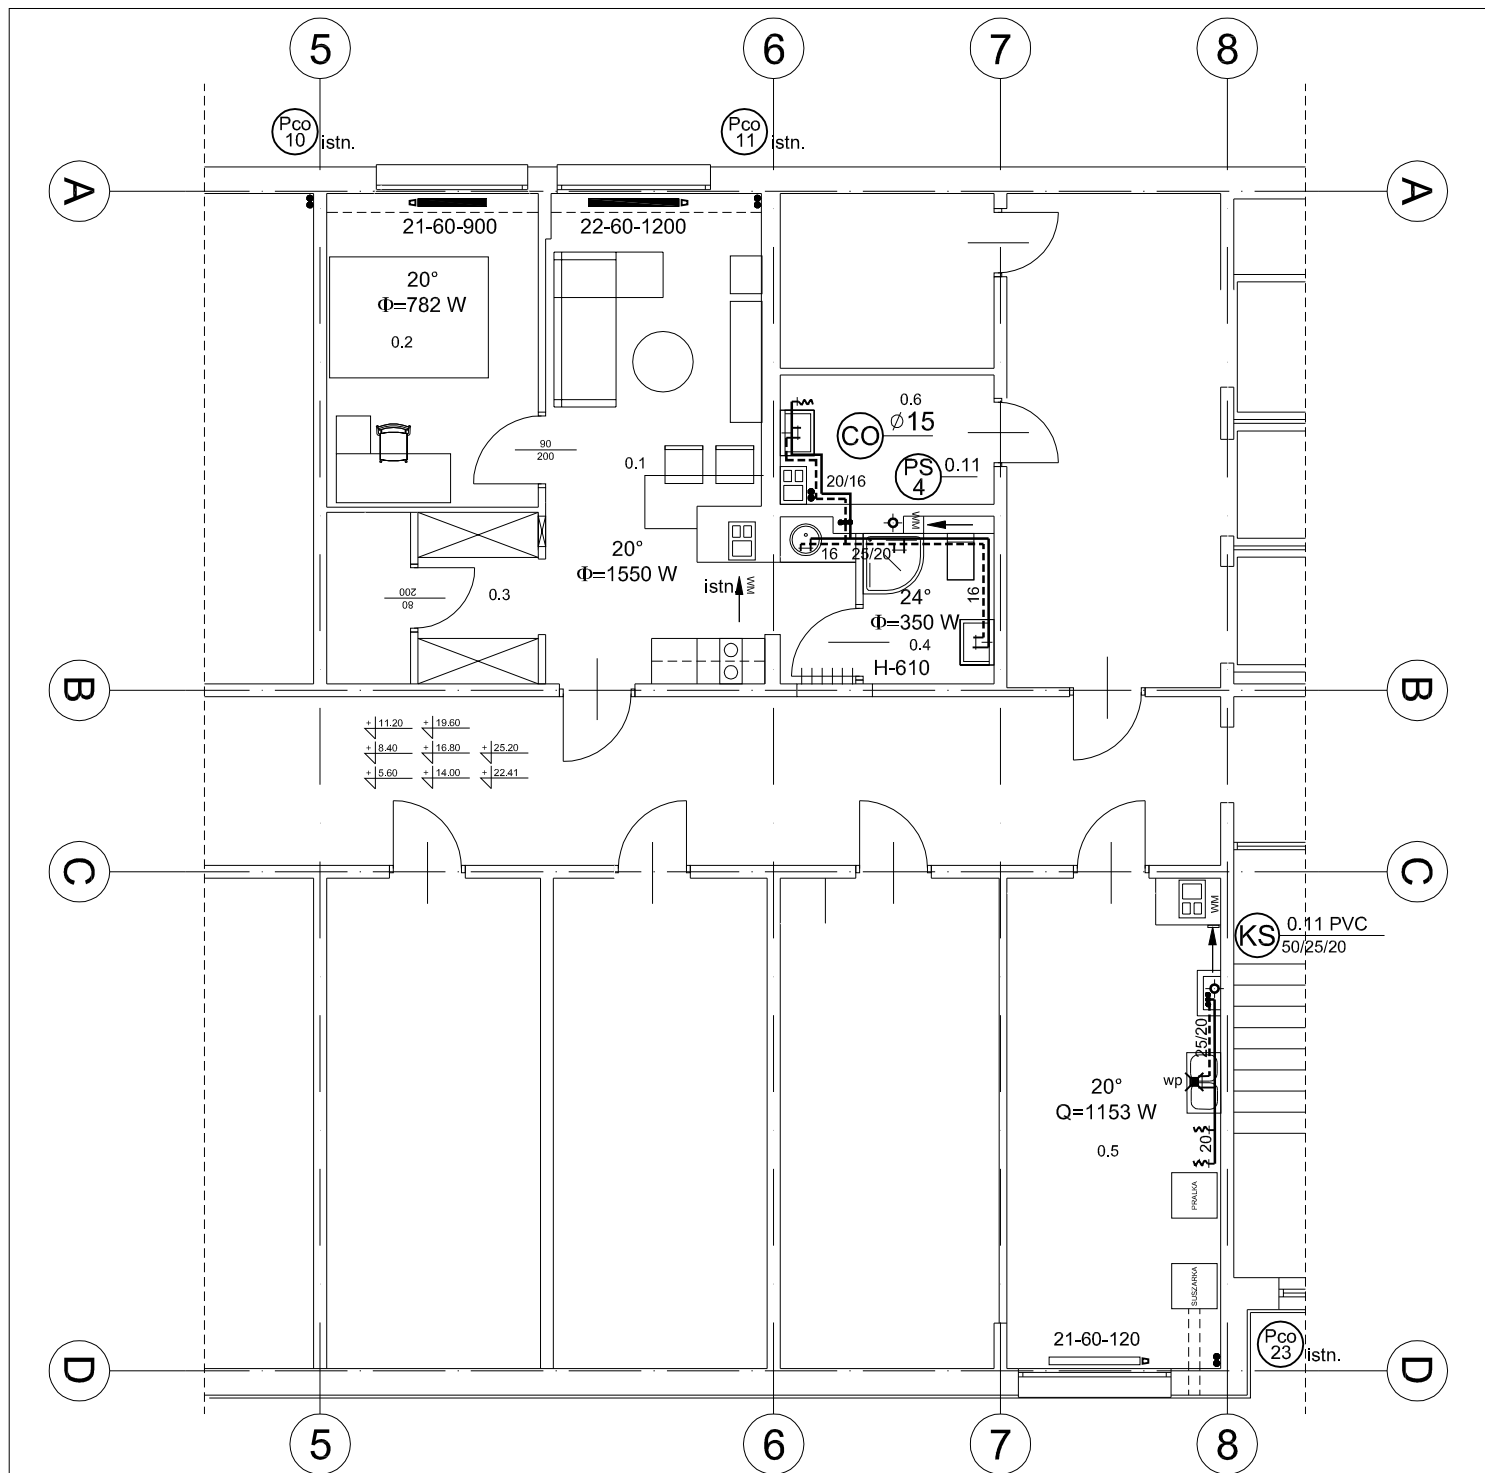 5
6
7
8
Pco
10
istn.
Pco
11
istn.
A
A
21-60-900
22-60-1200
20°
Φ=782 W
0.2
0.6
⌀15
CO
PS
4
0.11
90
200
0.1
20/16
WM
16
25/20
20°
Φ=1550 W
istn.
WM
24°
Φ=350 W
16
0.4
H-610
80
200
0.3
B
B
+ 11.20
+ 19.60
+ 8.40
+ 16.80
+ 25.20
+ 5.60
+ 14.00
+ 22.41
C
C
WM
KS
0.11 PVC
50/25/20
25/20
wp
20°
Q=1153 W
0.5
20
PRALKA
SUSZARKA
21-60-120
Pco
23
istn.
D
D
5
6
7
8